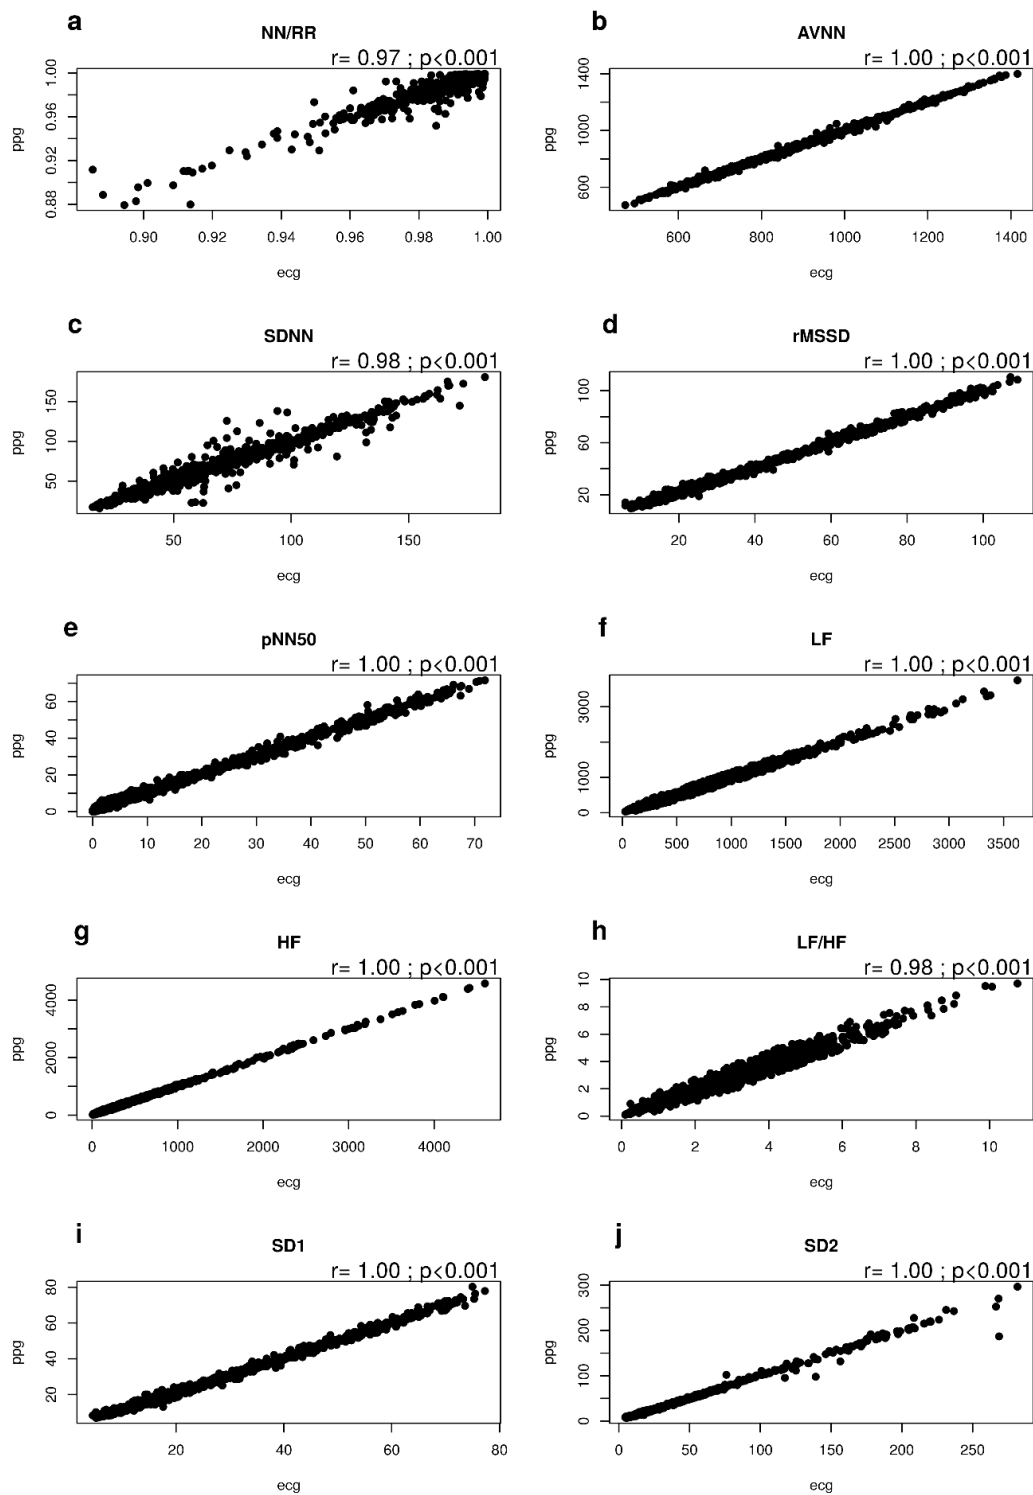 a
NN/RR
r= 0.97 ; p<0.001
ppg
0.88 0.92 0.96 1.00
0.90 0.92 0.94 0.96 0.98 1.00
ecg
b
AVNN
r= 1.00 ; p<0.001
ppg
600 1000 1400
600 800 1000 1200 1400
ecg
c
SDNN
r= 0.98 ; p<0.001
ppg
50 100 150
50 100 150
ecg
d
rMSSD
r= 1.00 ; p<0.001
ppg
20 60 100
20 40 60 80 100
ecg
e
pNN50
r= 1.00 ; p<0.001
ppg
0 20 40 60
0 10 20 30 40 50 60 70
ecg
f
LF
r= 1.00 ; p<0.001
ppg
0 1000 3000
0 500 1000 1500 2000 2500 3000 3500
ecg
g
HF
r= 1.00 ; p<0.001
ppg
0 2000 4000
0 1000 2000 3000 4000
ecg
h
LF/HF
r= 0.98 ; p<0.001
ppg
0 2 4 6 8 10
0 2 4 6 8 10
ecg
i
SD1
r= 1.00 ; p<0.001
ppg
20 40 60 80
20 40 60 80
ecg
j
SD2
r= 1.00 ; p<0.001
ppg
0 100 200 300
0 50 100 150 200 250
ecg